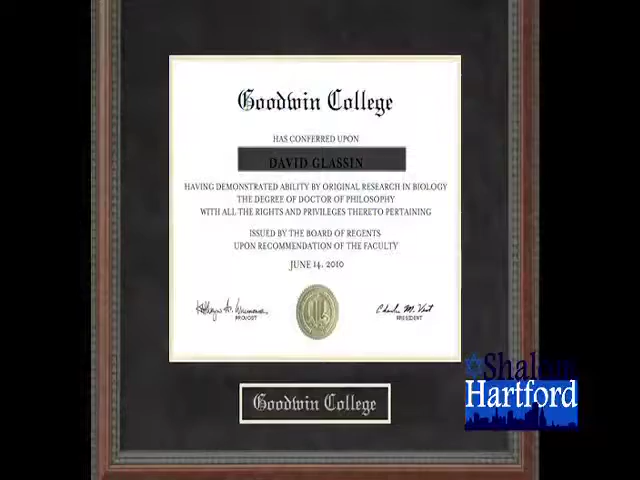 Goodwin College
HAS CONFERRED UPON
DAVID GLASSIN
HAVING DEMONSTRATED ABILITY BY ORIGINAL RESEARCH IN BIOLOGY
THE DEGREE OF DOCTOR OF PHILOSOPHY
WITH ALL THE RIGHTS AND PRIVILEGES THERETO PERTAINING
ISSUED BY THE BOARD OF REGENTS
UPON RECOMMENDATION OF THE FACULTY
JUNE 14, 2010
PROVOST
PRESIDENT
Goodwin College
Shalom
Hartford